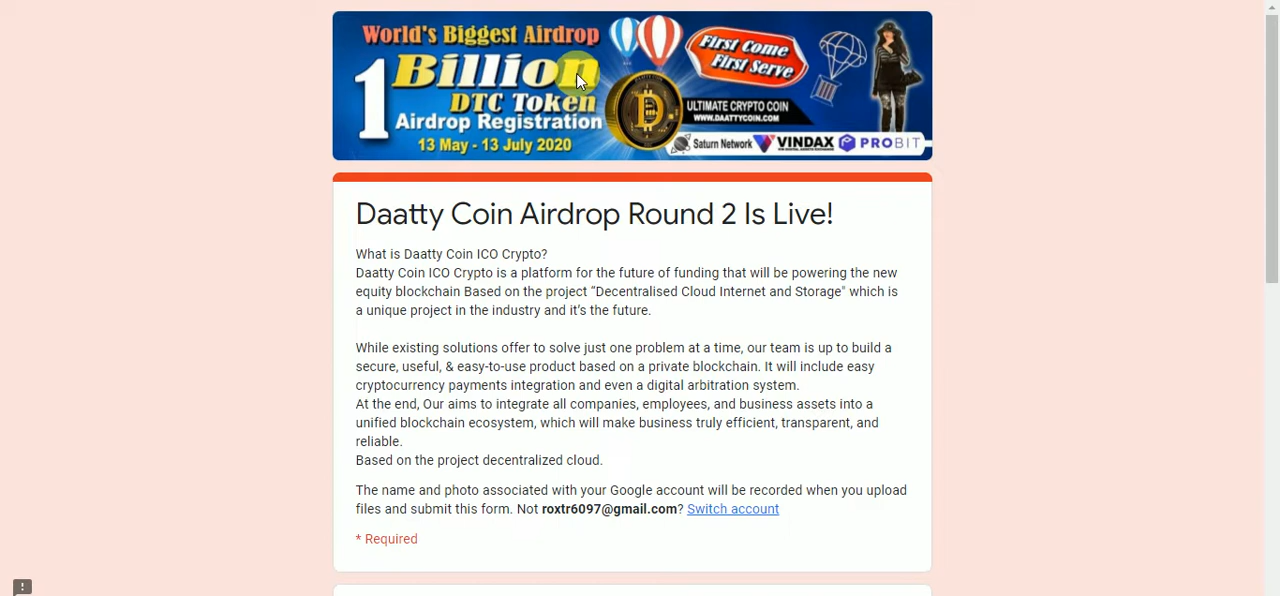 World's Biggest Airdrop
1 Billion
DTC Token
Airdrop Registration
13 May - 13 July 2020
First Come
First Serve
ULTIMATE CRYPTO COIN
WWW.DAATTYCOIN.COM
Saturn Network VINDAX PROBIT
Daatty Coin Airdrop Round 2 Is Live!
What is Daatty Coin ICO Crypto?
Daatty Coin ICO Crypto is a platform for the future of funding that will be powering the new
equity blockchain Based on the project “Decentralised Cloud Internet and Storage" which is
a unique project in the industry and it’s the future.
While existing solutions offer to solve just one problem at a time, our team is up to build a
secure, useful, & easy-to-use product based on a private blockchain. It will include easy
cryptocurrency payments integration and even a digital arbitration system.
At the end, Our aims to integrate all companies, employees, and business assets into a
unified blockchain ecosystem, which will make business truly efficient, transparent, and
reliable.
Based on the project decentralized cloud.
The name and photo associated with your Google account will be recorded when you upload
files and submit this form. Not roxtr6097@gmail.com? Switch account
* Required